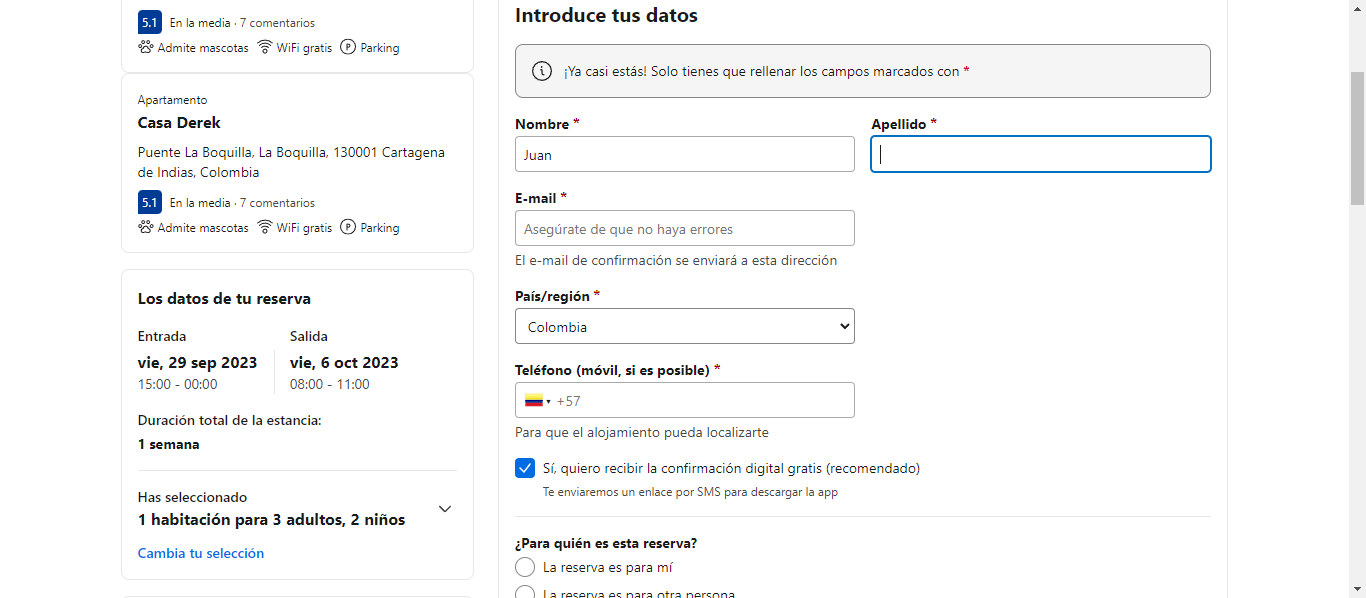 5.1 En la media · 7 comentarios
Admite mascotas WiFi gratis P Parking
Apartamento
Casa Derek
Puente La Boquilla, La Boquilla, 130001 Cartagena
de Indias, Colombia
5.1 En la media · 7 comentarios
Admite mascotas WiFi gratis P Parking
Los datos de tu reserva
Entrada
vie, 29 sep 2023
15:00 - 00:00
Salida
vie, 6 oct 2023
08:00 - 11:00
Duración total de la estancia:
1 semana
Has seleccionado
1 habitación para 3 adultos, 2 niños
Cambia tu selección
Introduce tus datos
¡Ya casi estás! Solo tienes que rellenar los campos marcados con *
Nombre *
Juan
Apellido *
E-mail *
Asegúrate de que no haya errores
El e-mail de confirmación se enviará a esta dirección
País/región *
Colombia
Teléfono (móvil, si es posible) *
+57
Para que el alojamiento pueda localizarte
Sí, quiero recibir la confirmación digital gratis (recomendado)
Te enviaremos un enlace por SMS para descargar la app
¿Para quién es esta reserva?
La reserva es para mí
La reserva es para otra persona